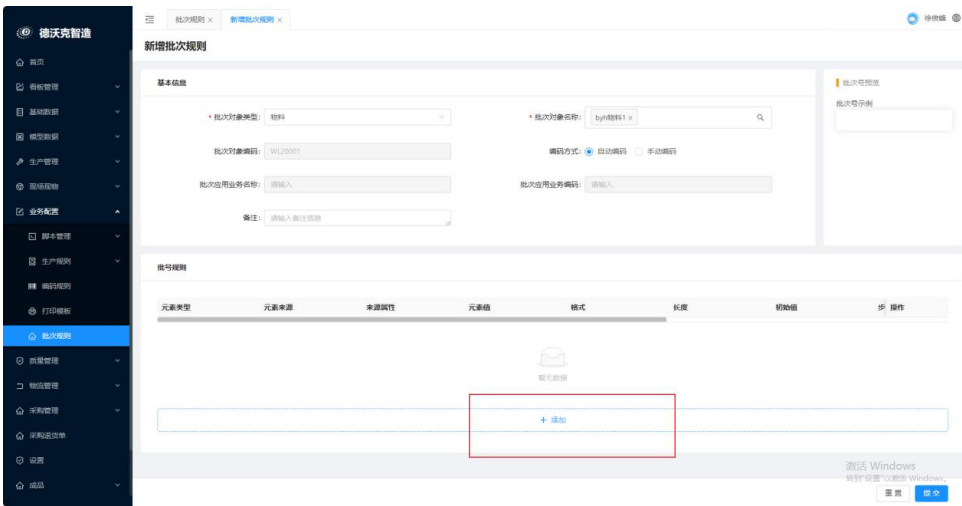 德沃克智造
批次规则 ×
新增批次规则 ×
徐俊峰
新增批次规则
首页
看板管理
基础数据
模型数据
生产管理
现场现物
业务配置
脚本管理
生产规则
编码规则
打印模板
批次规则
质量管理
物流管理
采购管理
采购退货单
设置
成品
基本信息
* 批次对象类型: 物料
* 批次对象名称: byh物料1 ×
批次对象编码: WL20001
编码方式: 自动编码 手动编码
批次应用业务名称: 请输入
批次应用业务编码: 请输入
备注: 请输入备注信息
批次号预览
批次号示例
批号规则
元素类型 元素来源 来源属性 元素值 格式 长度 初始值 步 操作
暂无数据
+ 添加
激活 Windows
转到"设置"以激活 Windows。
重置 提交